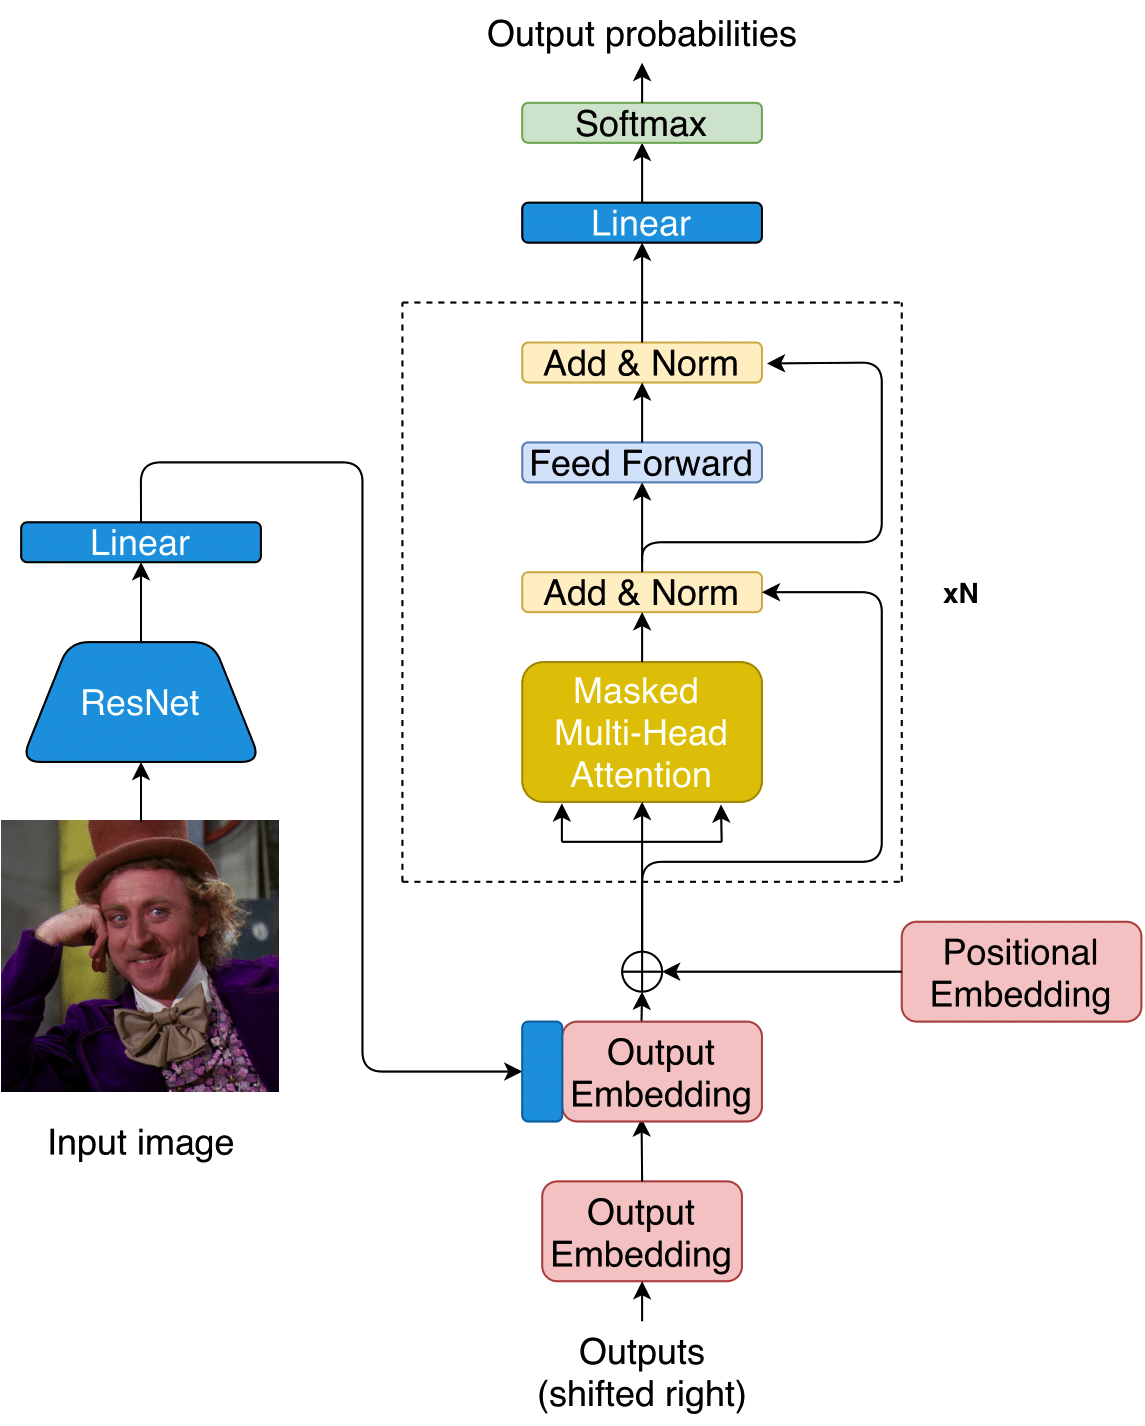 Output probabilities
Softmax
Linear
Add & Norm
Feed Forward
Add & Norm
xN
Masked
Multi-Head
Attention
Linear
ResNet
Input image
Positional
Embedding
Output
Embedding
Output
Embedding
Outputs
(shifted right)